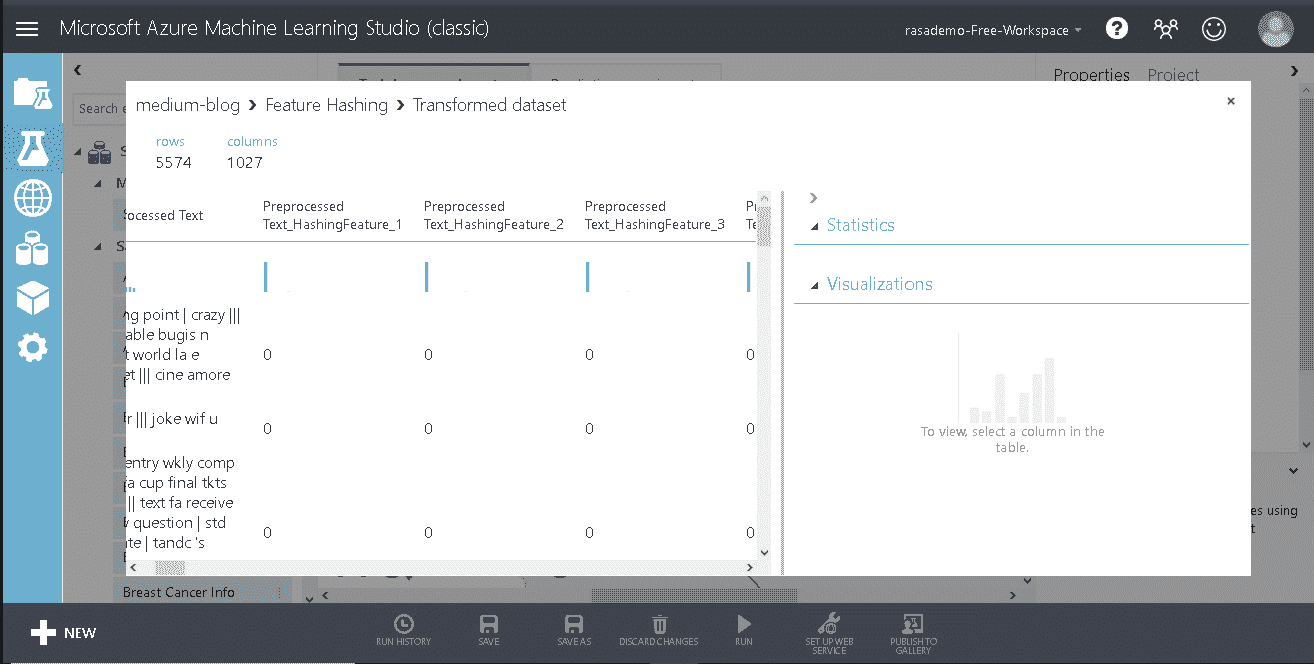 Microsoft Azure Machine Learning Studio (classic)
rasademo-Free-Workspace
Properties Project
Search
medium-blog > Feature Hashing > Transformed dataset
rows columns
5574 1027
ocessed Text
Preprocessed
Text_HashingFeature_1
Preprocessed
Text_HashingFeature_2
Preprocessed
Text_HashingFeature_3
ng point | crazy |||
able bugis n
t world la e
et ||| cine amore
0 0 0 0
r ||| joke wif u
0 0 0 0
entry wkly comp
fa cup final tkts
||| text fa receive
y question | std
te | tandc 's
0 0 0 0
Statistics
Visualizations
To view, select a column in the
table.
es using
t
Breast Cancer Info
NEW
RUN HISTORY
SAVE
SAVE AS
DISCARD CHANGES
RUN
SET UP WEB
SERVICE
PUBLISH TO
GALLERY